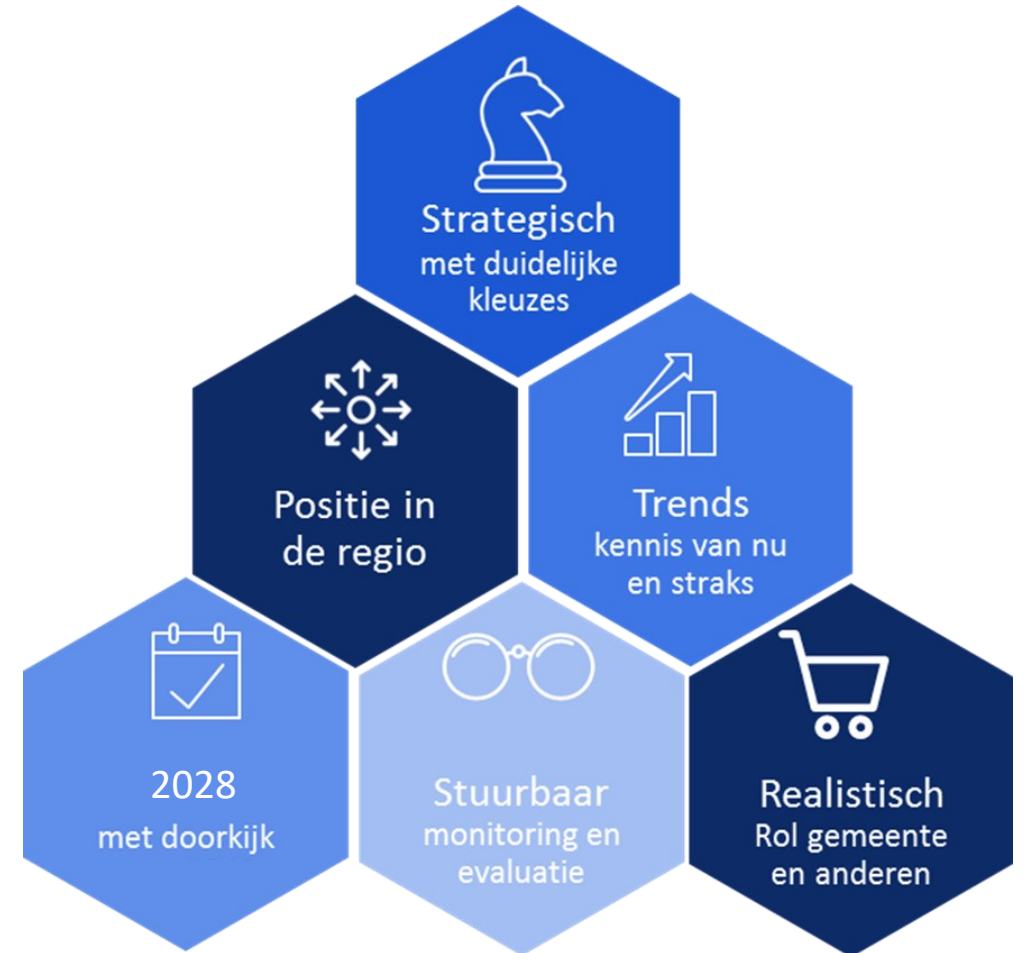 Strategisch
met duidelijke
kleuzes
Positie in
de regio
Trends
kennis van nu
en straks
2028
met doorkijk
Stuurbaar
monitoring en
evaluatie
Realistisch
Rol gemeente
en anderen